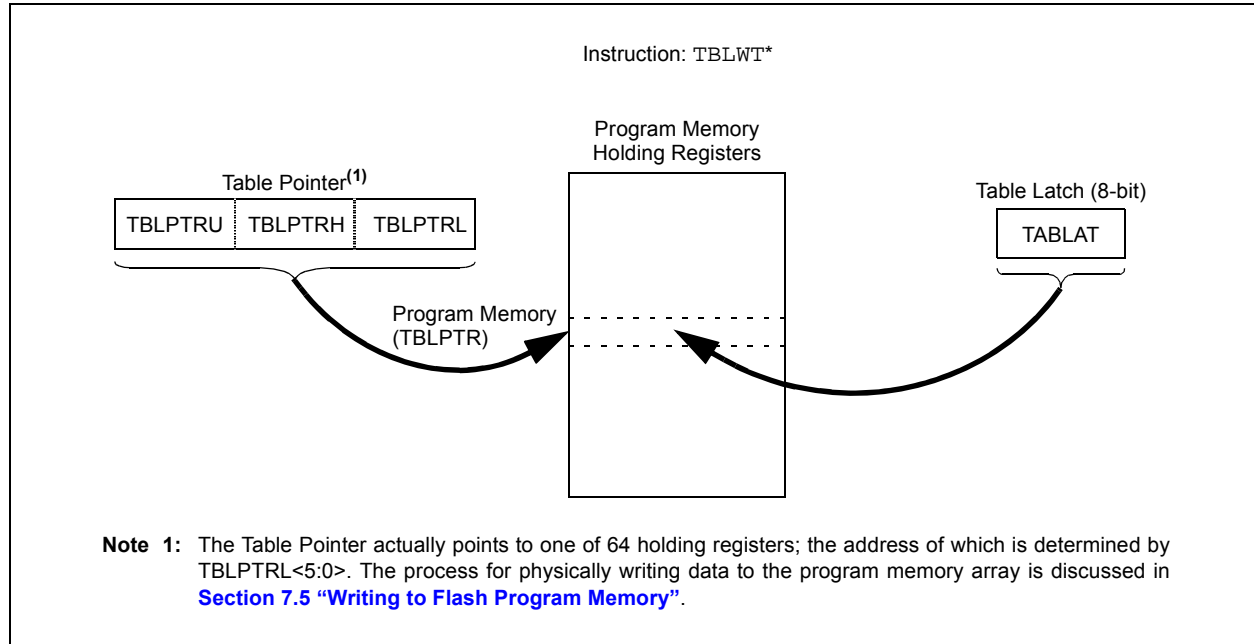 Instruction: TBLWT*
Program Memory
Holding Registers
Table Pointer(1)
Table Latch (8-bit)
TBLPTRU TBLPTRH TBLPTRL
TABLAT
Program Memory
(TBLPTR)
Note 1: The Table Pointer actually points to one of 64 holding registers; the address of which is determined by
TBLPTRL<5:0>. The process for physically writing data to the program memory array is discussed in
Section 7.5 “Writing to Flash Program Memory”.